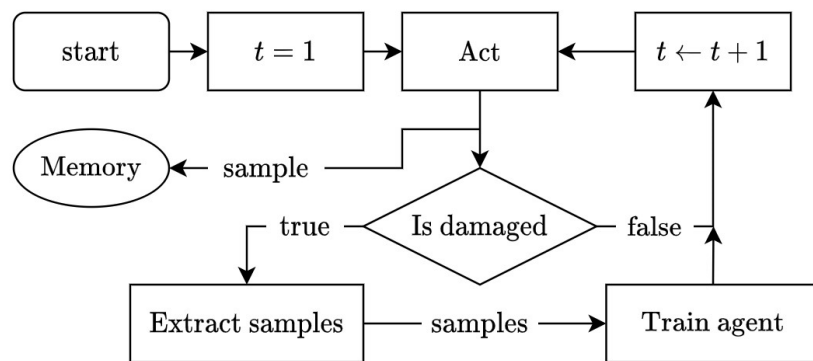 start
t = 1
Act
t ← t + 1
Memory
sample
true
Is damaged
false
Extract samples
samples
Train agent